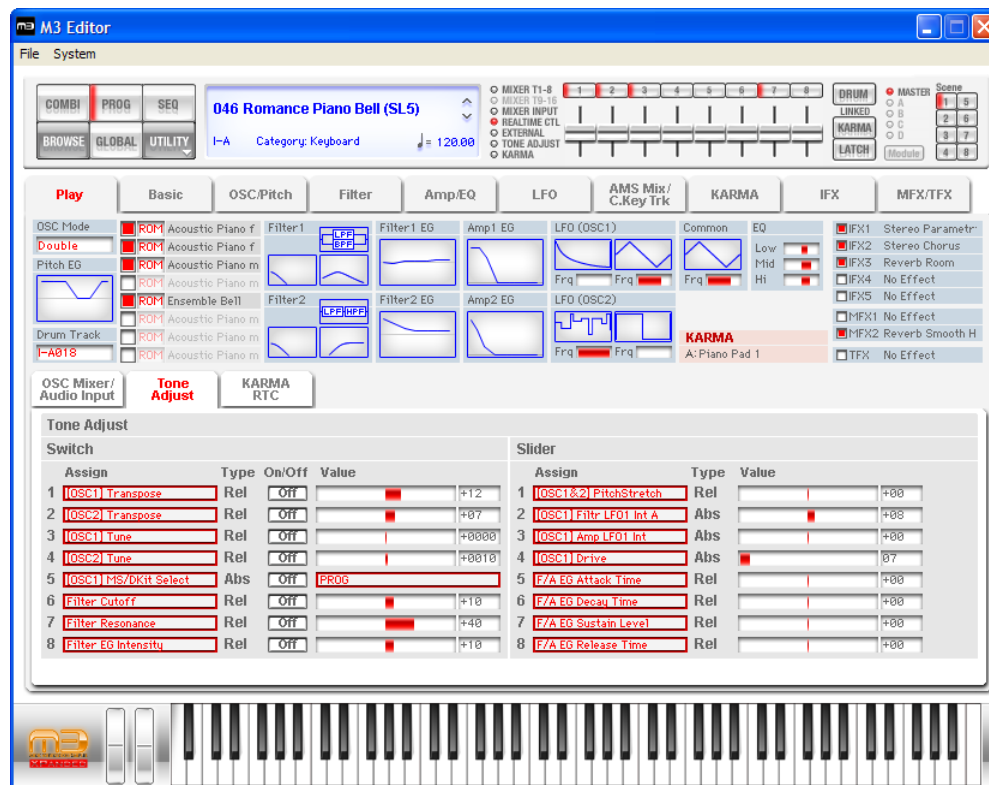 M3 Editor
File System
COMBI PROG SEQ
BROWSE GLOBAL UTILITY
046 Romance Piano Bell (SL5)
I-A Category: Keyboard ♩= 120.00
MIXER T1-8
MIXER T9-16
MIXER INPUT
REALTIME CTL
EXTERNAL
TONE ADJUST
KARMA
1 2 3 4 5 6 7 8
DRUM
LINKED
KARMA
LATCH
MASTER
A
B
C
D
Module
Scene
1 5
2 6
3 7
4 8
Play Basic OSC/Pitch Filter Amp/EQ LFO AMS Mix/ C.Key Trk KARMA IFX MFX/TFX
OSC Mode
Double
Pitch EG
Drum Track
I-A018
ROM Acoustic Piano f
ROM Acoustic Piano f
ROM Acoustic Piano m
ROM Acoustic Piano m
ROM Ensemble Bell
ROM Acoustic Piano m
ROM Acoustic Piano m
Filter1
LPF
BPF
Filter2
LPF HPF
Filter1 EG
Filter2 EG
Amp1 EG
Amp2 EG
LFO (OSC1)
Frq Frq
LFO (OSC2)
Frq Frq
Common
Frq
EQ
Low
Mid
Hi
KARMA
A: Piano Pad 1
IFX1 Stereo Parametr
IFX2 Stereo Chorus
IFX3 Reverb Room
IFX4 No Effect
IFX5 No Effect
MFX1 No Effect
MFX2 Reverb Smooth H
TFX No Effect
OSC Mixer/ Audio Input
Tone Adjust
KARMA RTC
Tone Adjust
Switch
Assign Type On/Off Value
1 [OSC1] Transpose Rel Off +12
2 [OSC2] Transpose Rel Off +07
3 [OSC1] Tune Rel Off +0000
4 [OSC2] Tune Rel Off +0010
5 [OSC1] MS/DKit Select Abs Off PROG
6 Filter Cutoff Rel Off +10
7 Filter Resonance Rel Off +40
8 Filter EG Intensity Rel Off +10
Slider
Assign Type Value
1 [OSC1&2] PitchStretch Rel +00
2 [OSC1] Filtr LFO1 Int A Abs +08
3 [OSC1] Amp LFO1 Int Abs +00
4 [OSC1] Drive Abs 07
5 F/A EG Attack Time Rel +00
6 F/A EG Decay Time Rel +00
7 F/A EG Sustain Level Rel +00
8 F/A EG Release Time Rel +00
m3
XPANDED